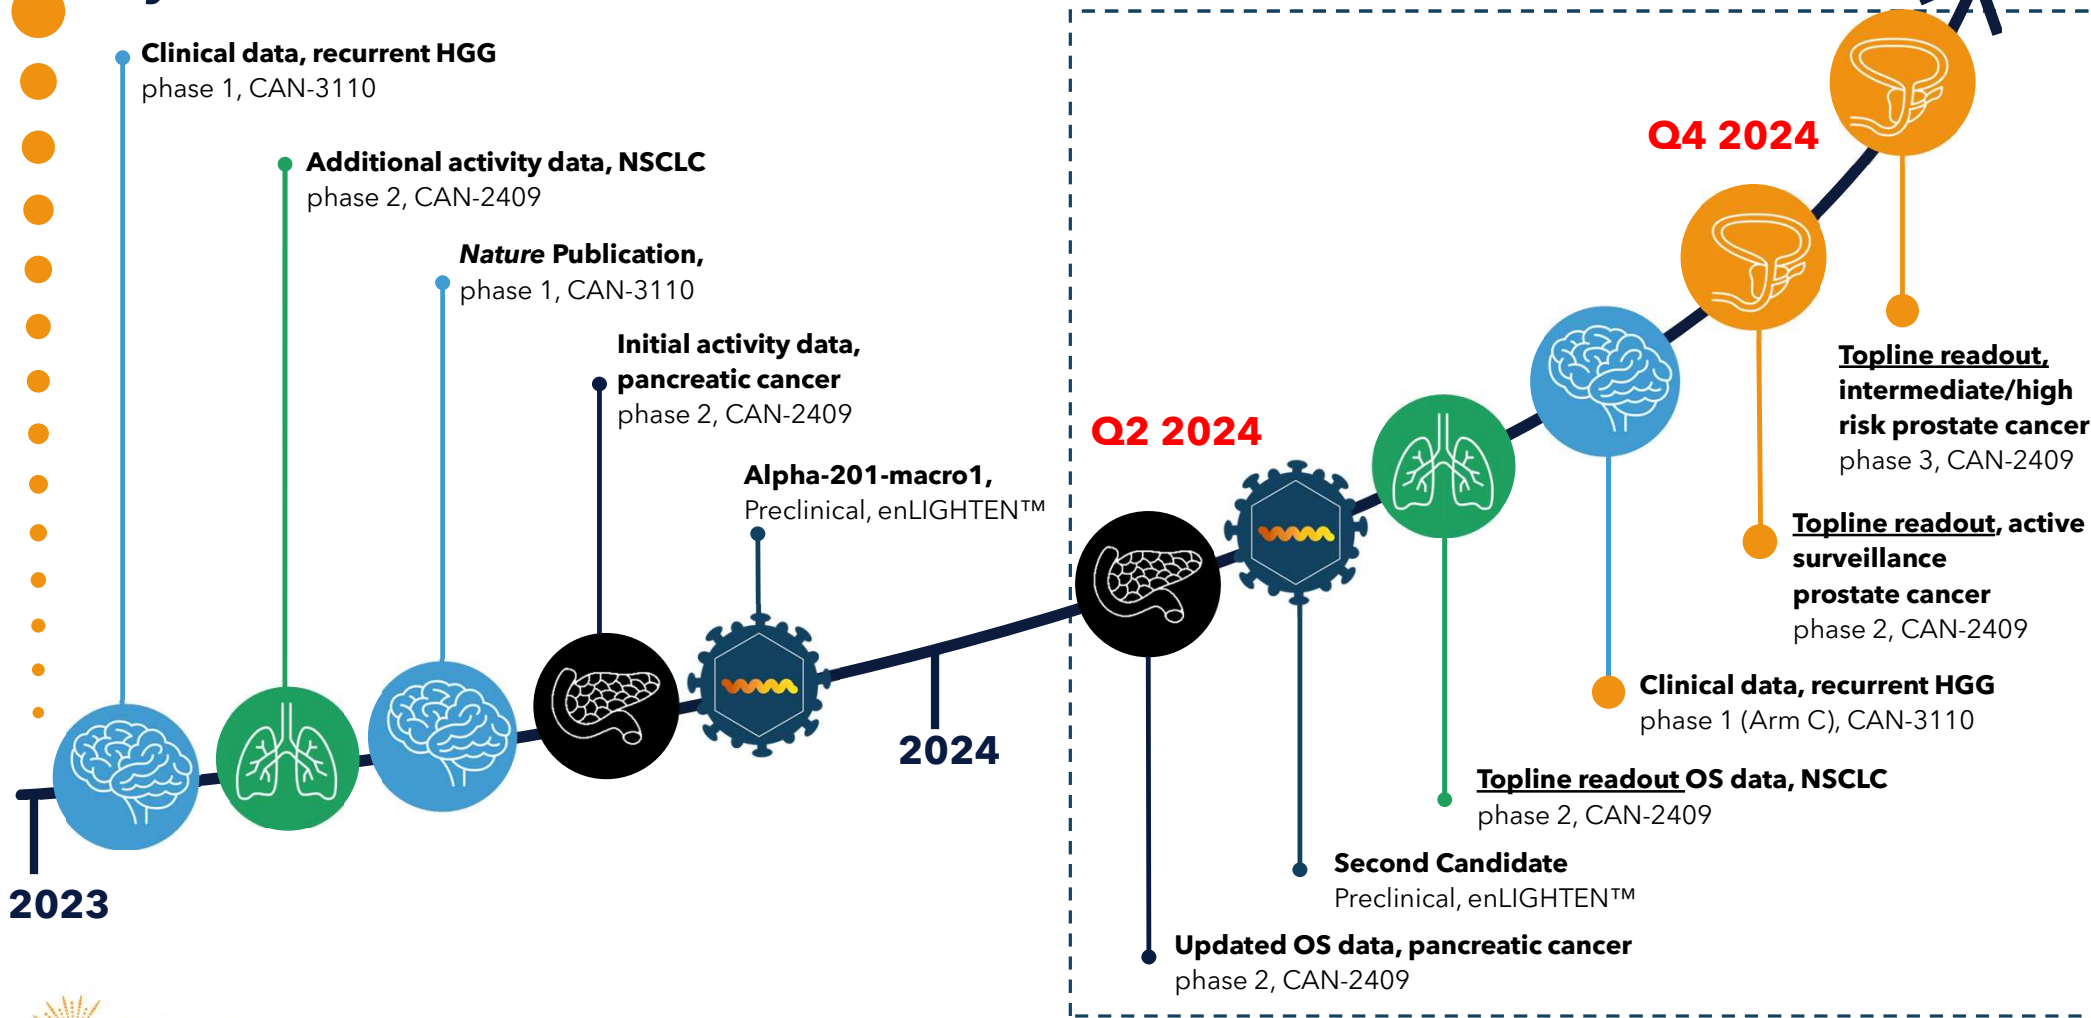 Clinical data, recurrent HGG
phase 1, CAN-3110
Additional activity data, NSCLC
phase 2, CAN-2409
Nature Publication,
phase 1, CAN-3110
Initial activity data,
pancreatic cancer
phase 2, CAN-2409
Alpha-201-macro1,
Preclinical, enLIGHTEN™
2023
2024
Q2 2024
Q4 2024
Topline readout,
intermediate/high
risk prostate cancer
phase 3, CAN-2409
Topline readout, active
surveillance
prostate cancer
phase 2, CAN-2409
Clinical data, recurrent HGG
phase 1 (Arm C), CAN-3110
Topline readout OS data, NSCLC
phase 2, CAN-2409
Second Candidate
Preclinical, enLIGHTEN™
Updated OS data, pancreatic cancer
phase 2, CAN-2409